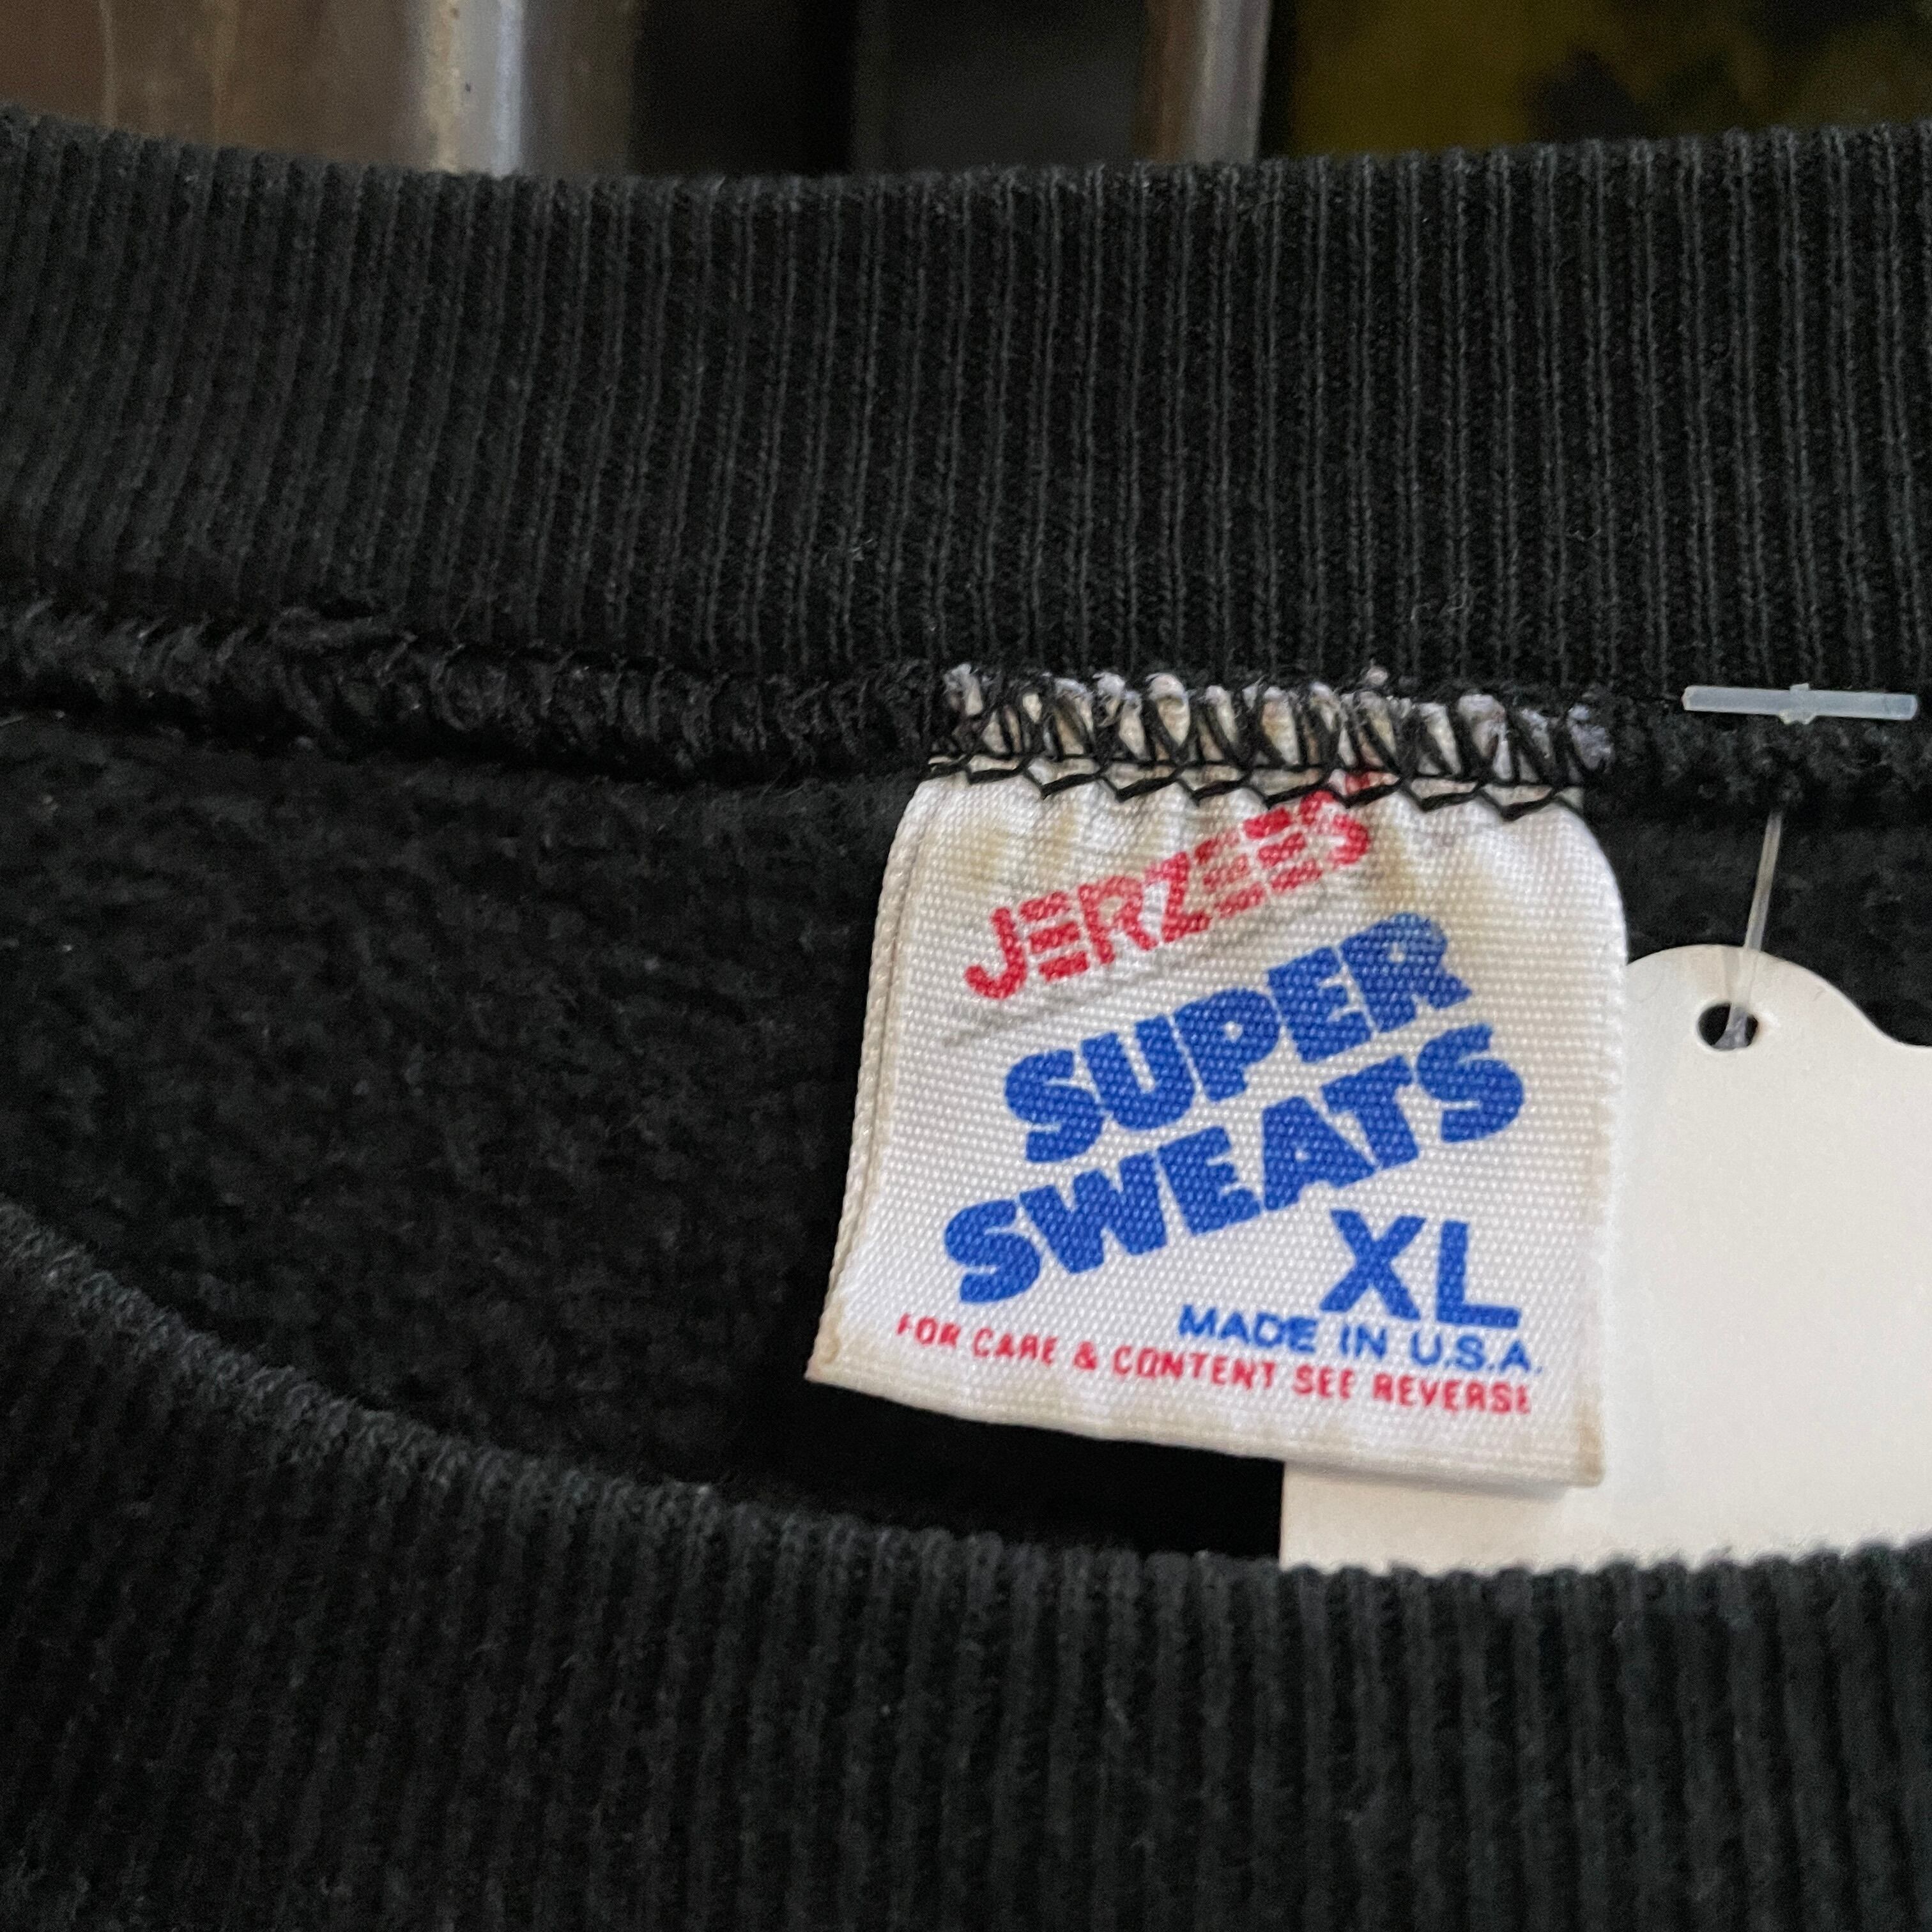 JERZEES
SUPER
SWEATS
XL
MADE IN U.S.A.
FOR CARE & CONTENT SEE REVERSE